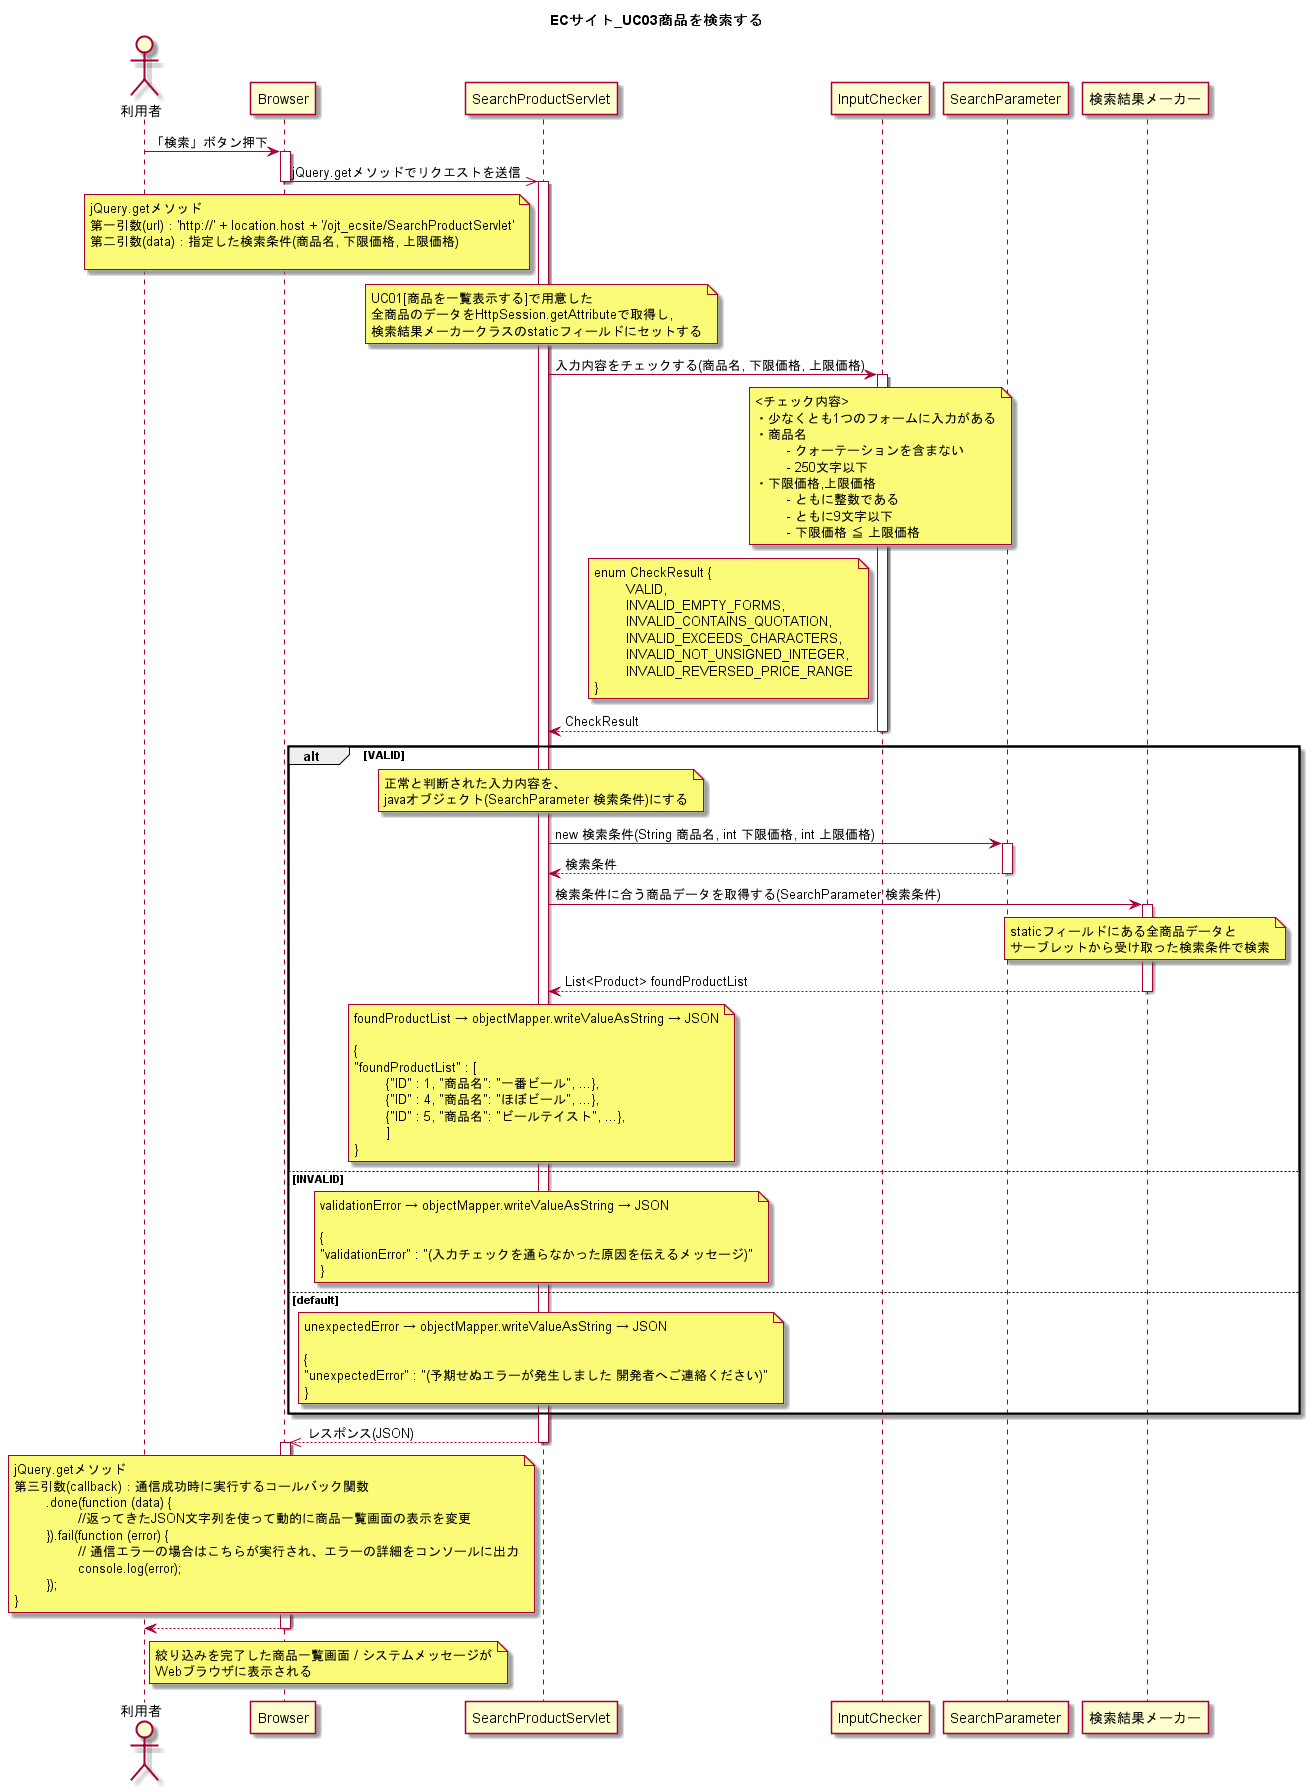 ECサイト_UC03商品を検索する
利用者
Browser
SearchProductServlet
InputChecker
SearchParameter
検索結果メーカー
「検索」ボタン押下
jQuery.getメソッドでリクエストを送信
jQuery.getメソッド
第一引数(url) : 'http://' + location.host + '/ojt_ecsite/SearchProductServlet'
第二引数(data) : 指定した検索条件(商品名, 下限価格, 上限価格)
UC01[商品を一覧表示する]で用意した
全商品のデータをHttpSession.getAttributeで取得し,
検索結果メーカークラスのstaticフィールドにセットする
入力内容をチェックする(商品名, 下限価格, 上限価格)
<チェック内容>
・少なくとも1つのフォームに入力がある
・商品名
- クォーテーションを含まない
- 250文字以下
・下限価格,上限価格
- ともに整数である
- ともに9文字以下
- 下限価格 ≦ 上限価格
enum CheckResult {
VALID,
INVALID_EMPTY_FORMS,
INVALID_CONTAINS_QUOTATION,
INVALID_EXCEEDS_CHARACTERS,
INVALID_NOT_UNSIGNED_INTEGER,
INVALID_REVERSED_PRICE_RANGE
}
CheckResult
alt
[VALID]
正常と判断された入力内容を、
javaオブジェクト(SearchParameter 検索条件)にする
new 検索条件(String 商品名, int 下限価格, int 上限価格)
検索条件
検索条件に合う商品データを取得する(SearchParameter 検索条件)
staticフィールドにある全商品データと
サーブレットから受け取った検索条件で検索
List<Product> foundProductList
foundProductList → objectMapper.writeValueAsString → JSON
{
"foundProductList" : [
{"ID" : 1, "商品名": "一番ビール", ...},
{"ID" : 4, "商品名": "ほぼビール", ...},
{"ID" : 5, "商品名": "ビールテイスト", ...},
]
}
[INVALID]
validationError → objectMapper.writeValueAsString → JSON
{
"validationError" : "(入力チェックを通らなかった原因を伝えるメッセージ)"
}
[default]
unexpectedError → objectMapper.writeValueAsString → JSON
{
"unexpectedError" : "(予期せぬエラーが発生しました 開発者へご連絡ください)"
}
レスポンス(JSON)
jQuery.getメソッド
第三引数(callback) : 通信成功時に実行するコールバック関数
.done(function (data) {
//返ってきたJSON文字列を使って動的に商品一覧画面の表示を変更
}).fail(function (error) {
// 通信エラーの場合はこちらが実行され、エラーの詳細をコンソールに出力
console.log(error);
});
}
絞り込みを完了した商品一覧画面 / システムメッセージが
Webブラウザに表示される
利用者
Browser
SearchProductServlet
InputChecker
SearchParameter
検索結果メーカー